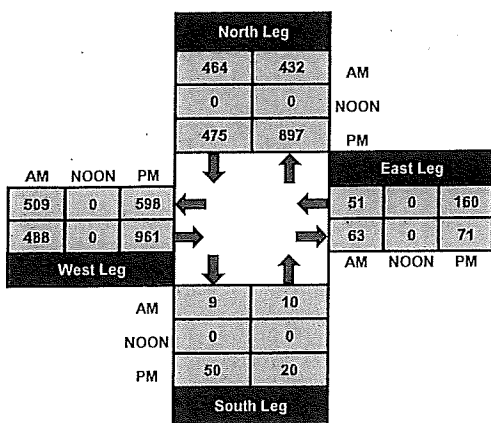 North Leg
464 432 AM
0 0 NOON
475 897 PM
AM NOON PM
509 0 598
488 0 961
West Leg
East Leg
51 0 160
63 0 71
AM NOON PM
AM 9 10
NOON 0 0
PM 50 20
South Leg